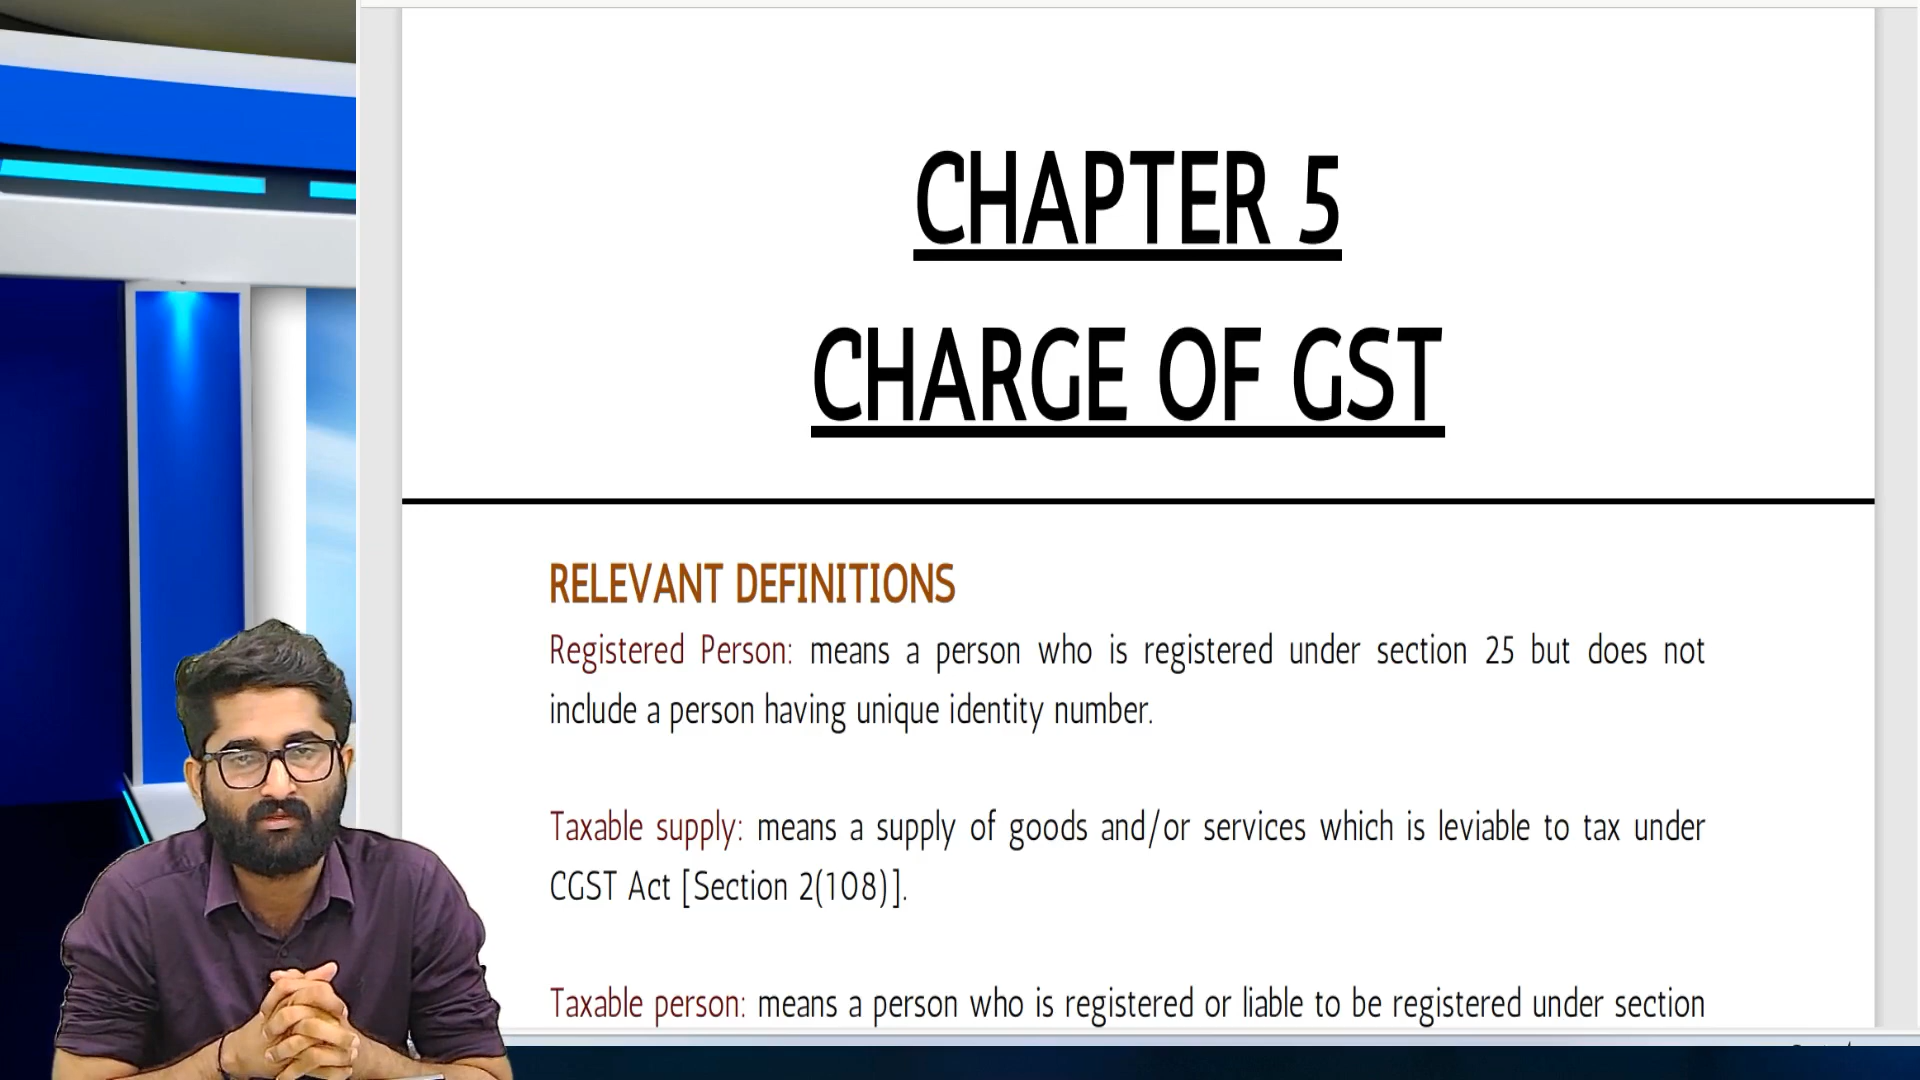 CHAPTER 5
CHARGE OF GST
RELEVANT DEFINITIONS
Registered Person: means a person who is registered under section 25 but does not
include a person having unique identity number.
Taxable supply: means a supply of goods and/or services which is leviable to tax under
CGST Act [Section 2(108)].
Taxable person: means a person who is registered or liable to be registered under section